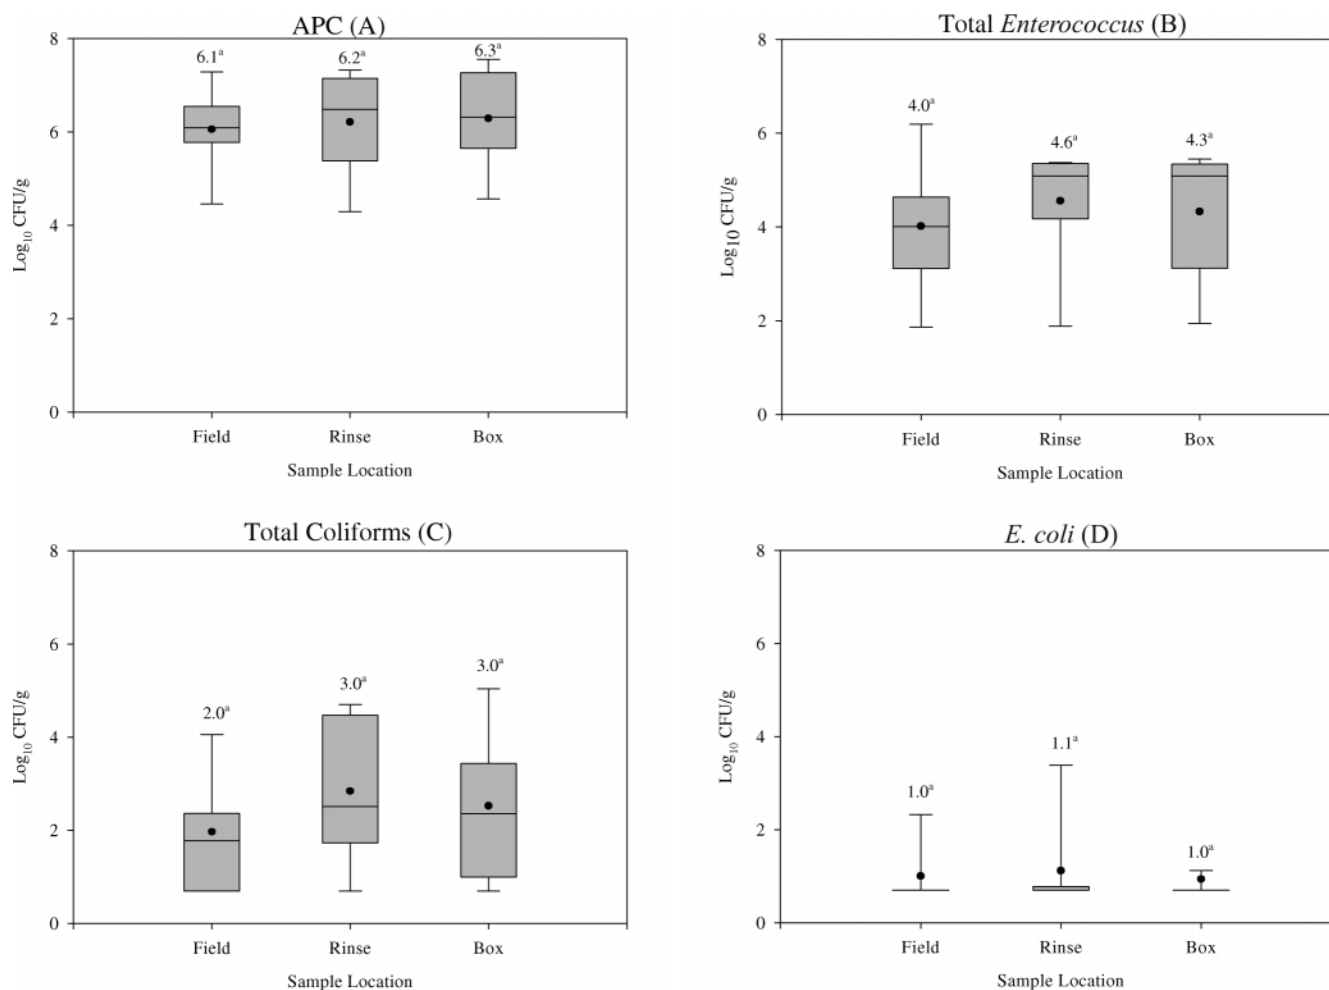 APC (A)
8
6
4
2
0
Log10 CFU/g
6.1a
6.2a
6.3a
Field
Rinse
Box
Sample Location
Total Enterococcus (B)
8
6
4
2
0
Log10 CFU/g
4.0a
4.6a
4.3a
Field
Rinse
Box
Sample Location
Total Coliforms (C)
8
6
4
2
0
Log10 CFU/g
2.0a
3.0a
3.0a
Field
Rinse
Box
Sample Location
E. coli (D)
8
6
4
2
0
Log10 CFU/g
1.0a
1.1a
1.0a
Field
Rinse
Box
Sample Location